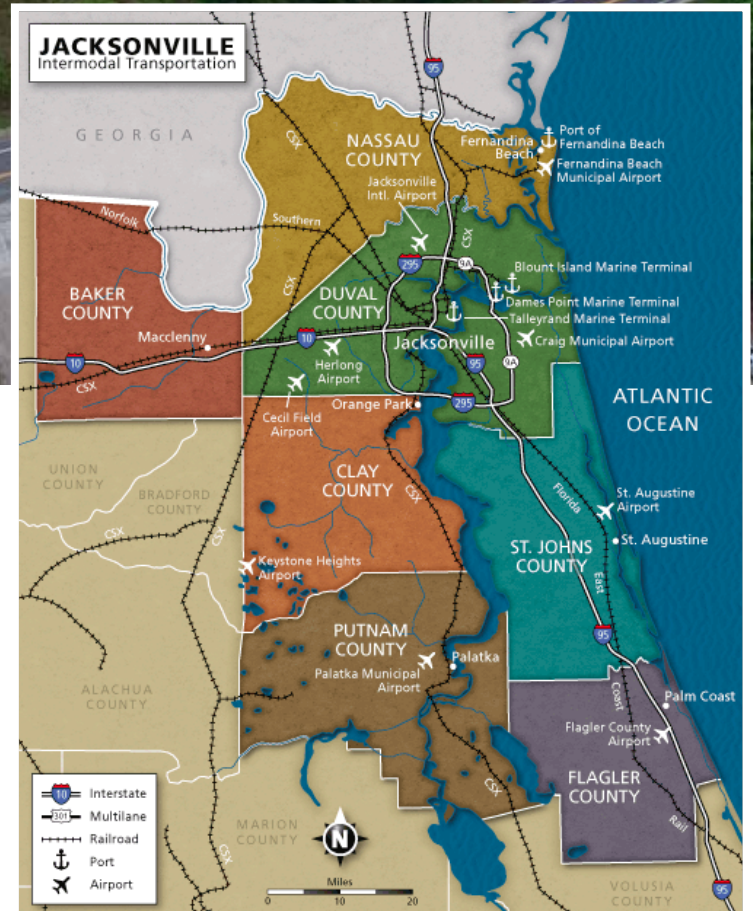 JACKSONVILLE
Intermodal Transportation
95
GEORGIA
CSX
NASSAU
COUNTY
Fernandina
Beach
Port of
Fernandina Beach
Fernandina Beach
Municipal Airport
Jacksonville
Intl. Airport
Norfolk
Southern
CSX
CSX
295
9A
Blount Island Marine Terminal
BAKER
COUNTY
DUVAL
COUNTY
Dames Point Marine Terminal
Talleyrand Marine Terminal
Macclenny
10
Jacksonville
Craig Municipal Airport
10
CSX
Herlong
Airport
95
9A
Cecil Field
Airport
Orange Park
295
ATLANTIC
OCEAN
UNION
COUNTY
BRADFORD
COUNTY
CLAY
COUNTY
CSX
Florida
St. Augustine
Airport
CSX
CSX
St. Augustine
ST. JOHNS
COUNTY
East
Keystone Heights
Airport
95
PUTNAM
COUNTY
Palatka
Palatka Municipal
Airport
ALACHUA
COUNTY
Coast
Palm Coast
Flagler County
Airport
FLAGLER
COUNTY
CSX
10
Interstate
301
Multilane
Railroad
Port
Airport
MARION
COUNTY
CSX
N
Rail
Miles
0 10 20
VOLUSIA
COUNTY
95